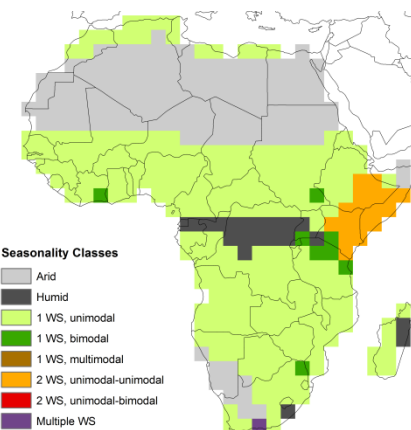 Seasonality Classes
Arid
Humid
1 WS, unimodal
1 WS, bimodal
1 WS, multimodal
2 WS, unimodal-unimodal
2 WS, unimodal-bimodal
Multiple WS